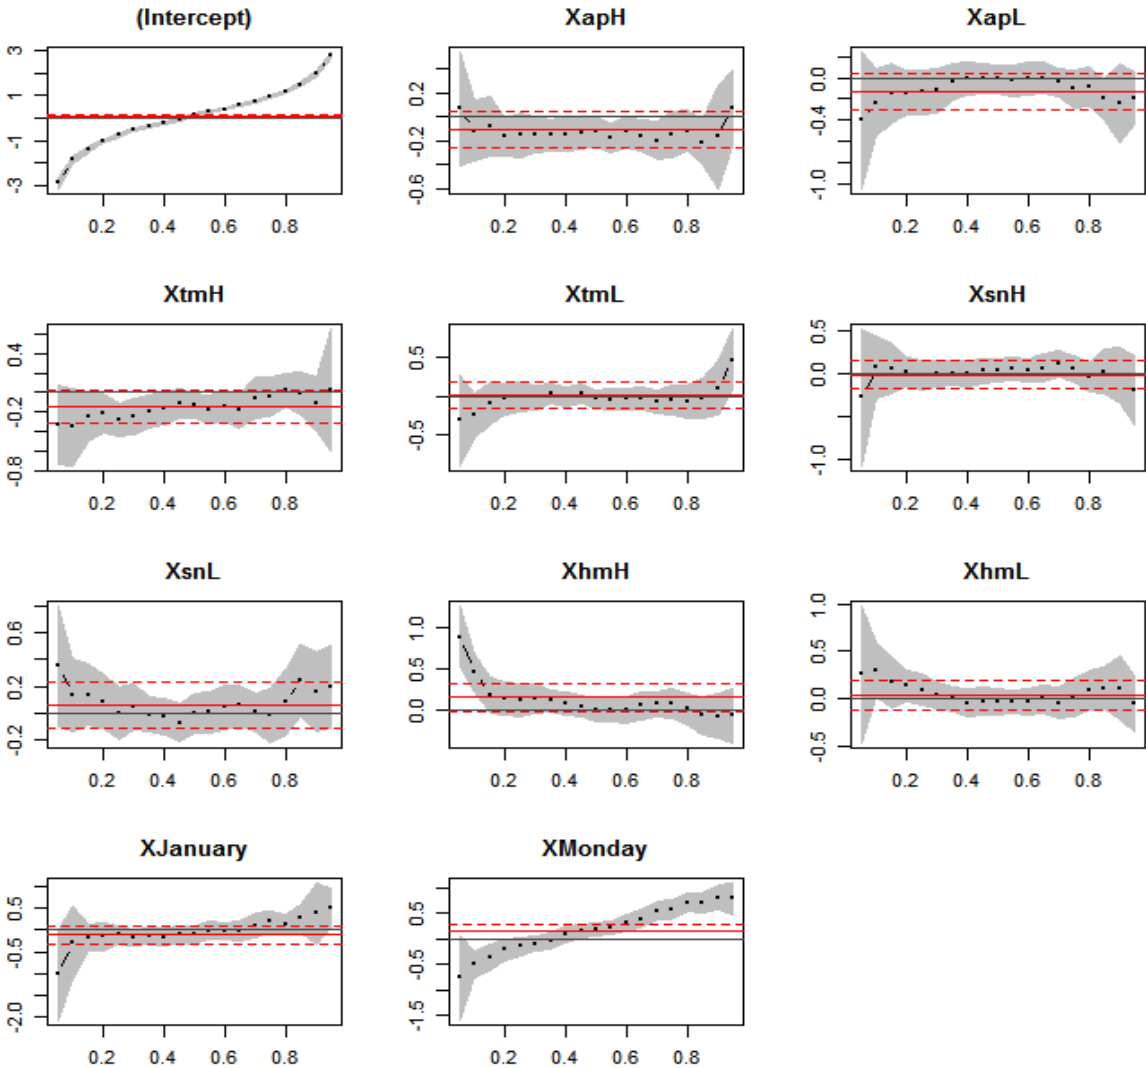 (Intercept) XapH XapL
3 1 -1 -3
0.2 -0.2 -0.6
0.0 -0.4 -1.0
0.2 0.4 0.6 0.8
0.2 0.4 0.6 0.8
0.2 0.4 0.6 0.8
XtmH XtmL XsnH
0.4 -0.2 -0.8
0.5 -0.5
0.5 0.0 -1.0
0.2 0.4 0.6 0.8
0.2 0.4 0.6 0.8
0.2 0.4 0.6 0.8
XsnL XhmH XhmL
0.6 0.2 -0.2
1.0 0.0
1.0 0.5 0.0 -0.5
0.2 0.4 0.6 0.8
0.2 0.4 0.6 0.8
0.2 0.4 0.6 0.8
XJanuary XMonday
0.5 -0.5 -2.0
0.5 -0.5 -1.5
0.2 0.4 0.6 0.8
0.2 0.4 0.6 0.8